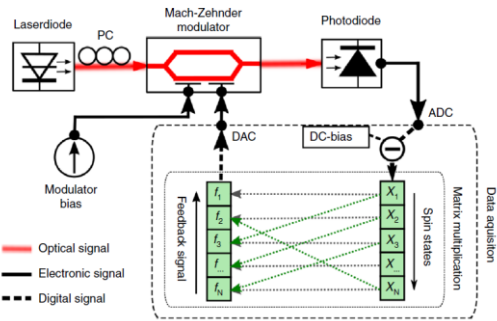 Laserdiode
PC
Mach-Zehnder
modulator
Photodiode
ADC
DAC
DC-bias
Modulator
bias
Feedback signal
f1
f2
f3
f...
fN
X1
X2
X3
X...
XN
Spin states
Matrix multiplication
Data aquistion
Optical signal
Electronic signal
Digital signal